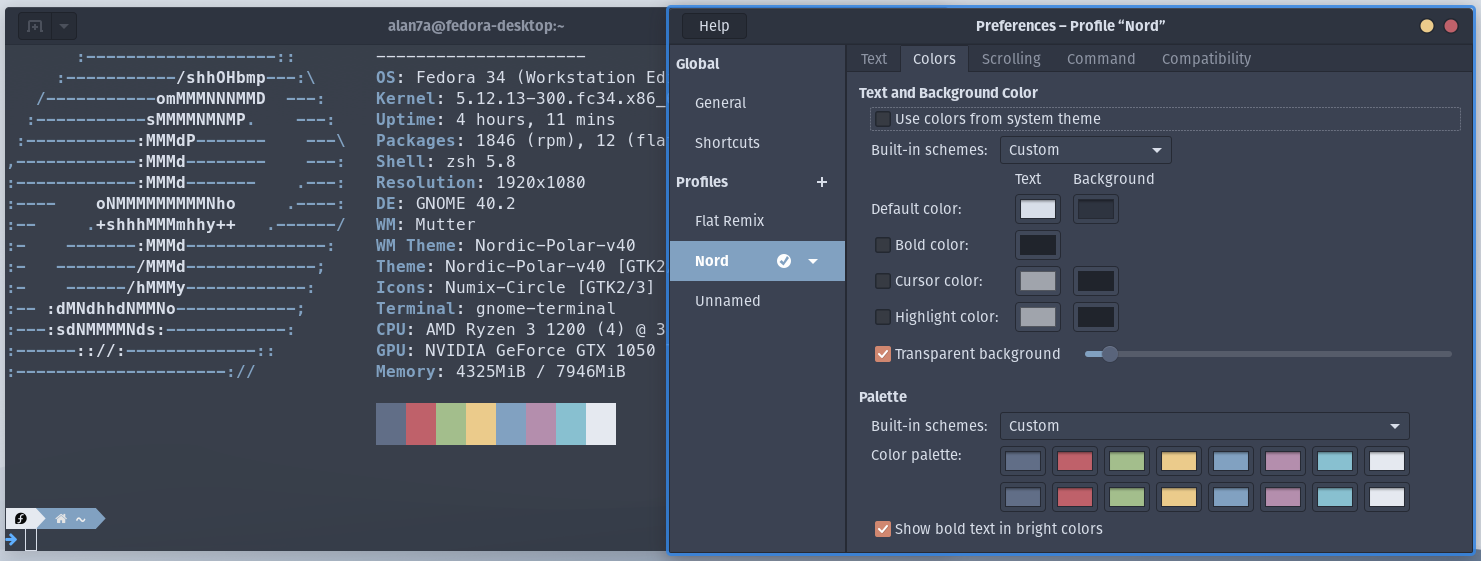 alan7a@fedora-desktop:~
:-------------------::
:-----------/shhOHbmp---:\
/-----------omMMMNNNMMD  ---:
:-----------sMMMMNMNMP.    ---:
:-----------:MMMdP-------    ---\
,------------:MMMd--------    ---:
:------------:MMMd-------    .---:
:----    oNMMMMMMMMMNho     .----:
:--     .+shhhMMMmhhy++   .------/
:-    -------:MMMd--------------:
:-   --------/MMMd-------------;
:-    ------/hMMMy------------:
:-- :dMNdhhdNMMNo------------;
:---:sdNMMMMNds:------------:
:------:://:-------------::
:---------------------://
---------------------
OS: Fedora 34 (Workstation Ed
Kernel: 5.12.13-300.fc34.x86_
Uptime: 4 hours, 11 mins
Packages: 1846 (rpm), 12 (fla
Shell: zsh 5.8
Resolution: 1920x1080
DE: GNOME 40.2
WM: Mutter
WM Theme: Nordic-Polar-v40
Theme: Nordic-Polar-v40 [GTK2
Icons: Numix-Circle [GTK2/3]
Terminal: gnome-terminal
CPU: AMD Ryzen 3 1200 (4) @ 3
GPU: NVIDIA GeForce GTX 1050
Memory: 4325MiB / 7946MiB
~
Help
Preferences – Profile “Nord”
Global
General
Shortcuts
Profiles +
Flat Remix
Nord
Unnamed
Text Colors Scrolling Command Compatibility
Text and Background Color
Use colors from system theme
Built-in schemes: Custom
Text Background
Default color:
Bold color:
Cursor color:
Highlight color:
Transparent background
Palette
Built-in schemes: Custom
Color palette:
Show bold text in bright colors